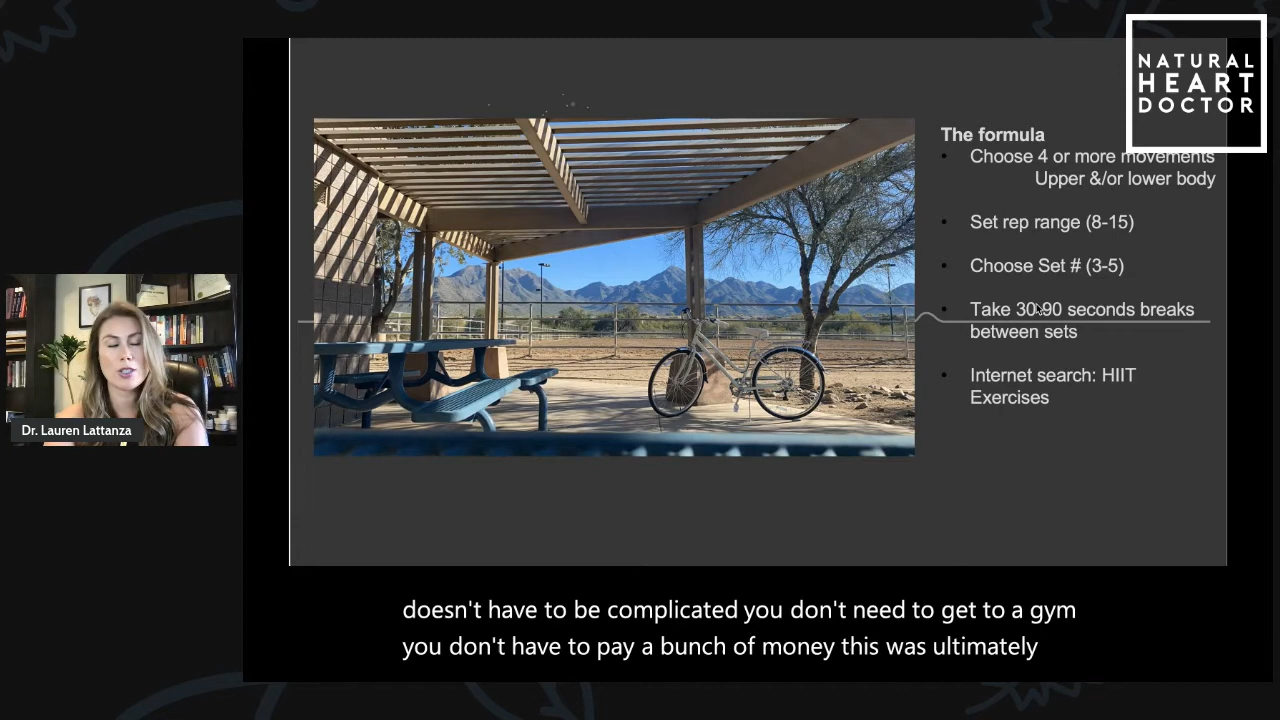 NATURAL
HEART
DOCTOR
The formula
• Choose 4 or more movements
Upper &/or lower body
• Set rep range (8-15)
• Choose Set # (3-5)
• Take 30-90 seconds breaks
between sets
• Internet search: HIIT
Exercises
Dr. Lauren Lattanza
doesn't have to be complicated you don't need to get to a gym
you don't have to pay a bunch of money this was ultimately